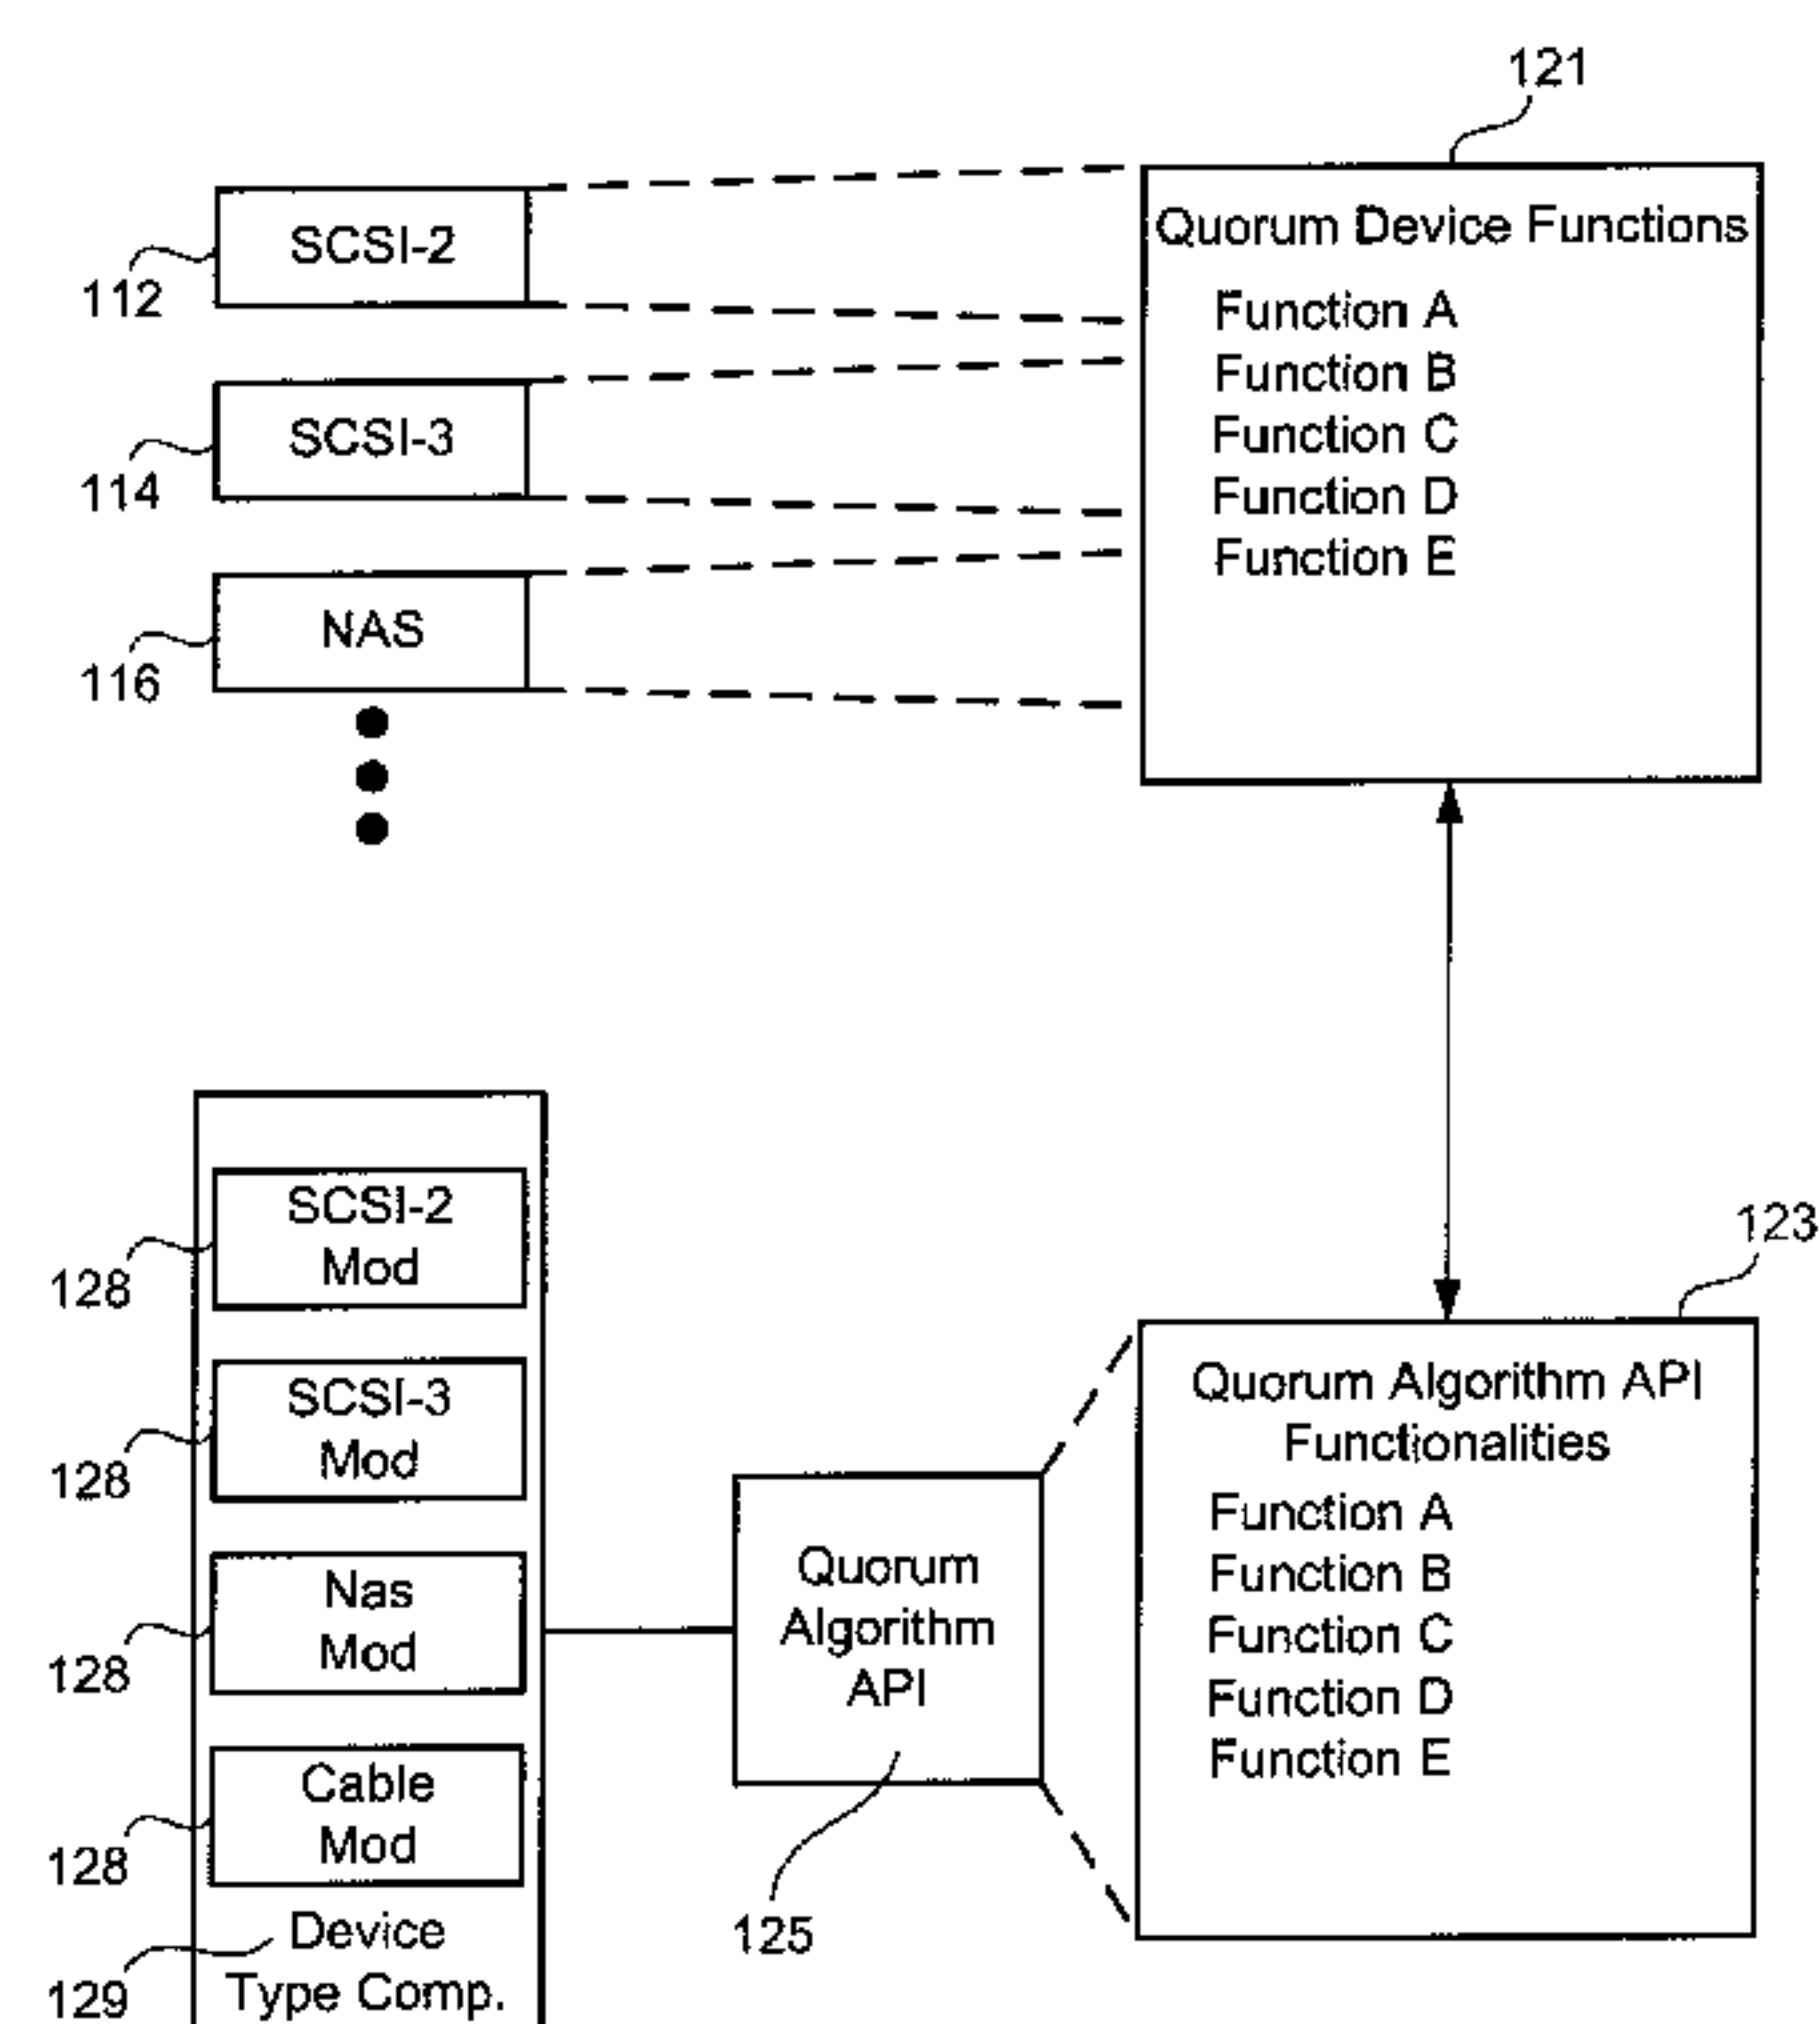 121
SCSI-2
112
Quorum Device Functions
Function A
Function B
Function C
Function D
Function E
SCSI-3
114
NAS
116
SCSI-2
Mod
128
SCSI-3
Mod
128
Nas
Mod
128
Cable
Mod
128
Device
Type Comp.
129
Quorum
Algorithm
API
125
123
Quorum Algorithm API
Functionalities
Function A
Function B
Function C
Function D
Function E